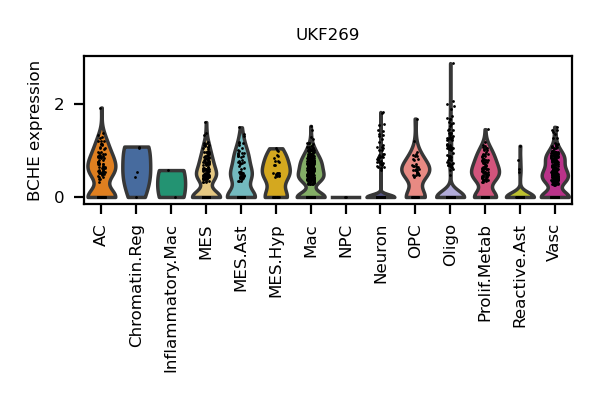 UKF269
BCHE expression
2
0
AC
Chromatin.Reg
Inflammatory.Mac
MES
MES.Ast
MES.Hyp
Mac
NPC
Neuron
OPC
Oligo
Prolif.Metab
Reactive.Ast
Vasc